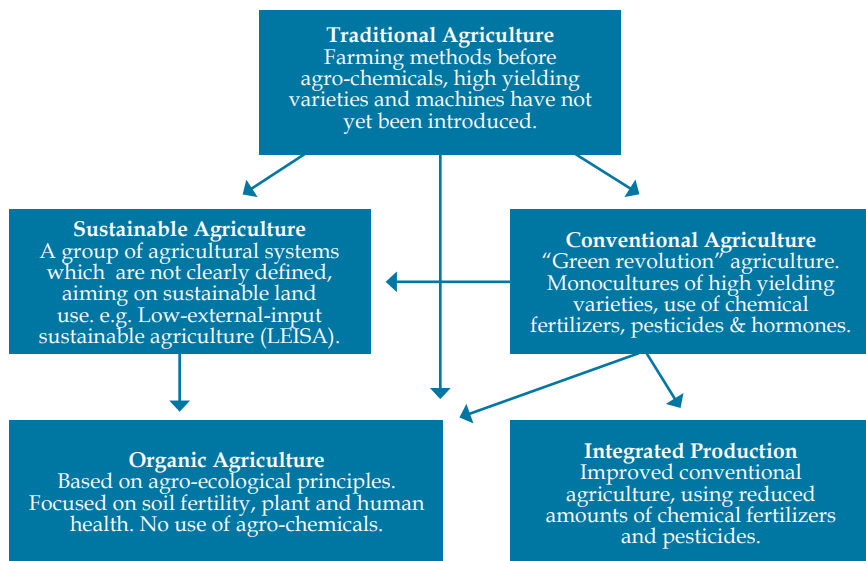 Traditional Agriculture
Farming methods before
agro-chemicals, high yielding
varieties and machines have not
yet been introduced.
Sustainable Agriculture
A group of agricultural systems
which are not clearly defined,
aiming on sustainable land
use. e.g. Low-external-input
sustainable agriculture (LEISA).
Conventional Agriculture
“Green revolution” agriculture.
Monocultures of high yielding
varieties, use of chemical
fertilizers, pesticides & hormones.
Organic Agriculture
Based on agro-ecological principles.
Focused on soil fertility, plant and human
health. No use of agro-chemicals.
Integrated Production
Improved conventional
agriculture, using reduced
amounts of chemical fertilizers
and pesticides.